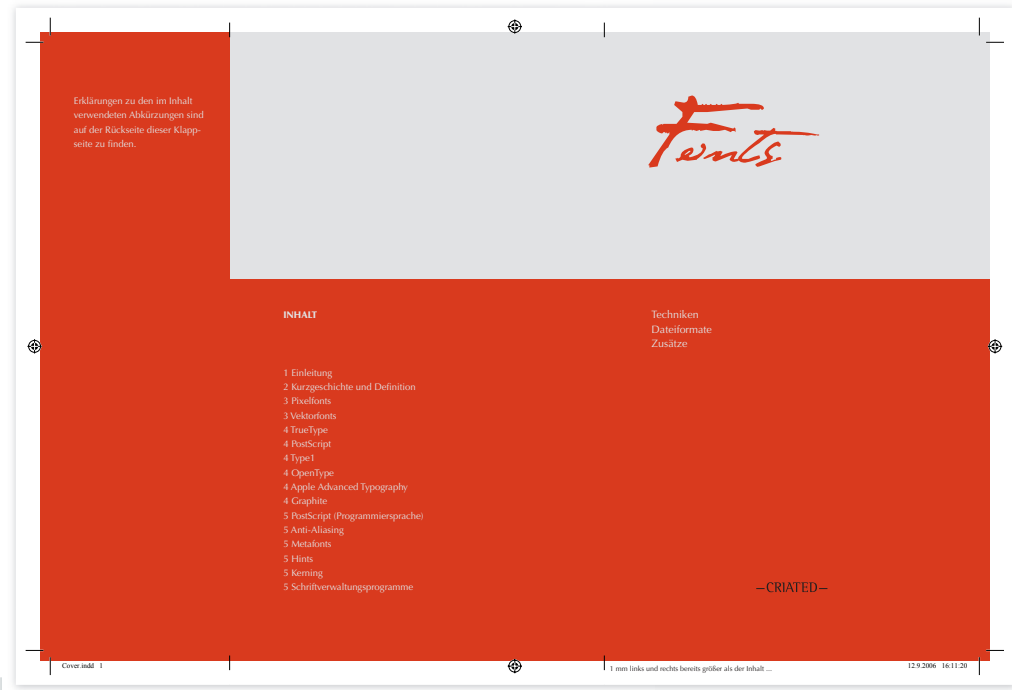 Erklärungen zu den im Inhalt
verwendeten Abkürzungen sind
auf der Rückseite dieser Klapp-
seite zu finden.
Fonts
INHALT
1 Einleitung
2 Kurzgeschichte und Definition
3 Pixelfonts
3 Vektorfonts
4 TrueType
4 PostScript
4 Type1
4 OpenType
4 Apple Advanced Typography
4 Graphite
5 PostScript (Programmiersprache)
5 Anti-Aliasing
5 Metafonts
5 Hints
5 Kerning
5 Schriftverwaltungsprogramme
Techniken
Dateiformate
Zusätze
—CRIATED—
Cover.indd 1
1 mm links und rechts bereits größer als der Inhalt ...
12.9.2006 16:11:20